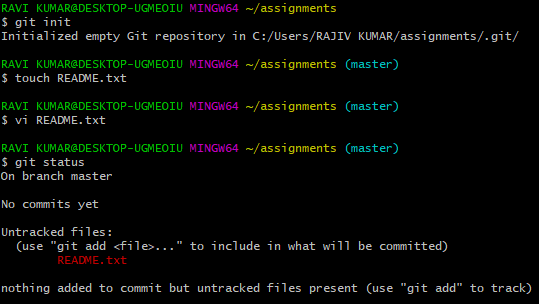 RAVI KUMAR@DESKTOP-UGMEOIU MINGW64 ~/assignments
$ git init
Initialized empty Git repository in C:/Users/RAJIV KUMAR/assignments/.git/
RAVI KUMAR@DESKTOP-UGMEOIU MINGW64 ~/assignments (master)
$ touch README.txt
RAVI KUMAR@DESKTOP-UGMEOIU MINGW64 ~/assignments (master)
$ vi README.txt
RAVI KUMAR@DESKTOP-UGMEOIU MINGW64 ~/assignments (master)
$ git status
On branch master
No commits yet
Untracked files:
  (use "git add <file>..." to include in what will be committed)
        README.txt
nothing added to commit but untracked files present (use "git add" to track)